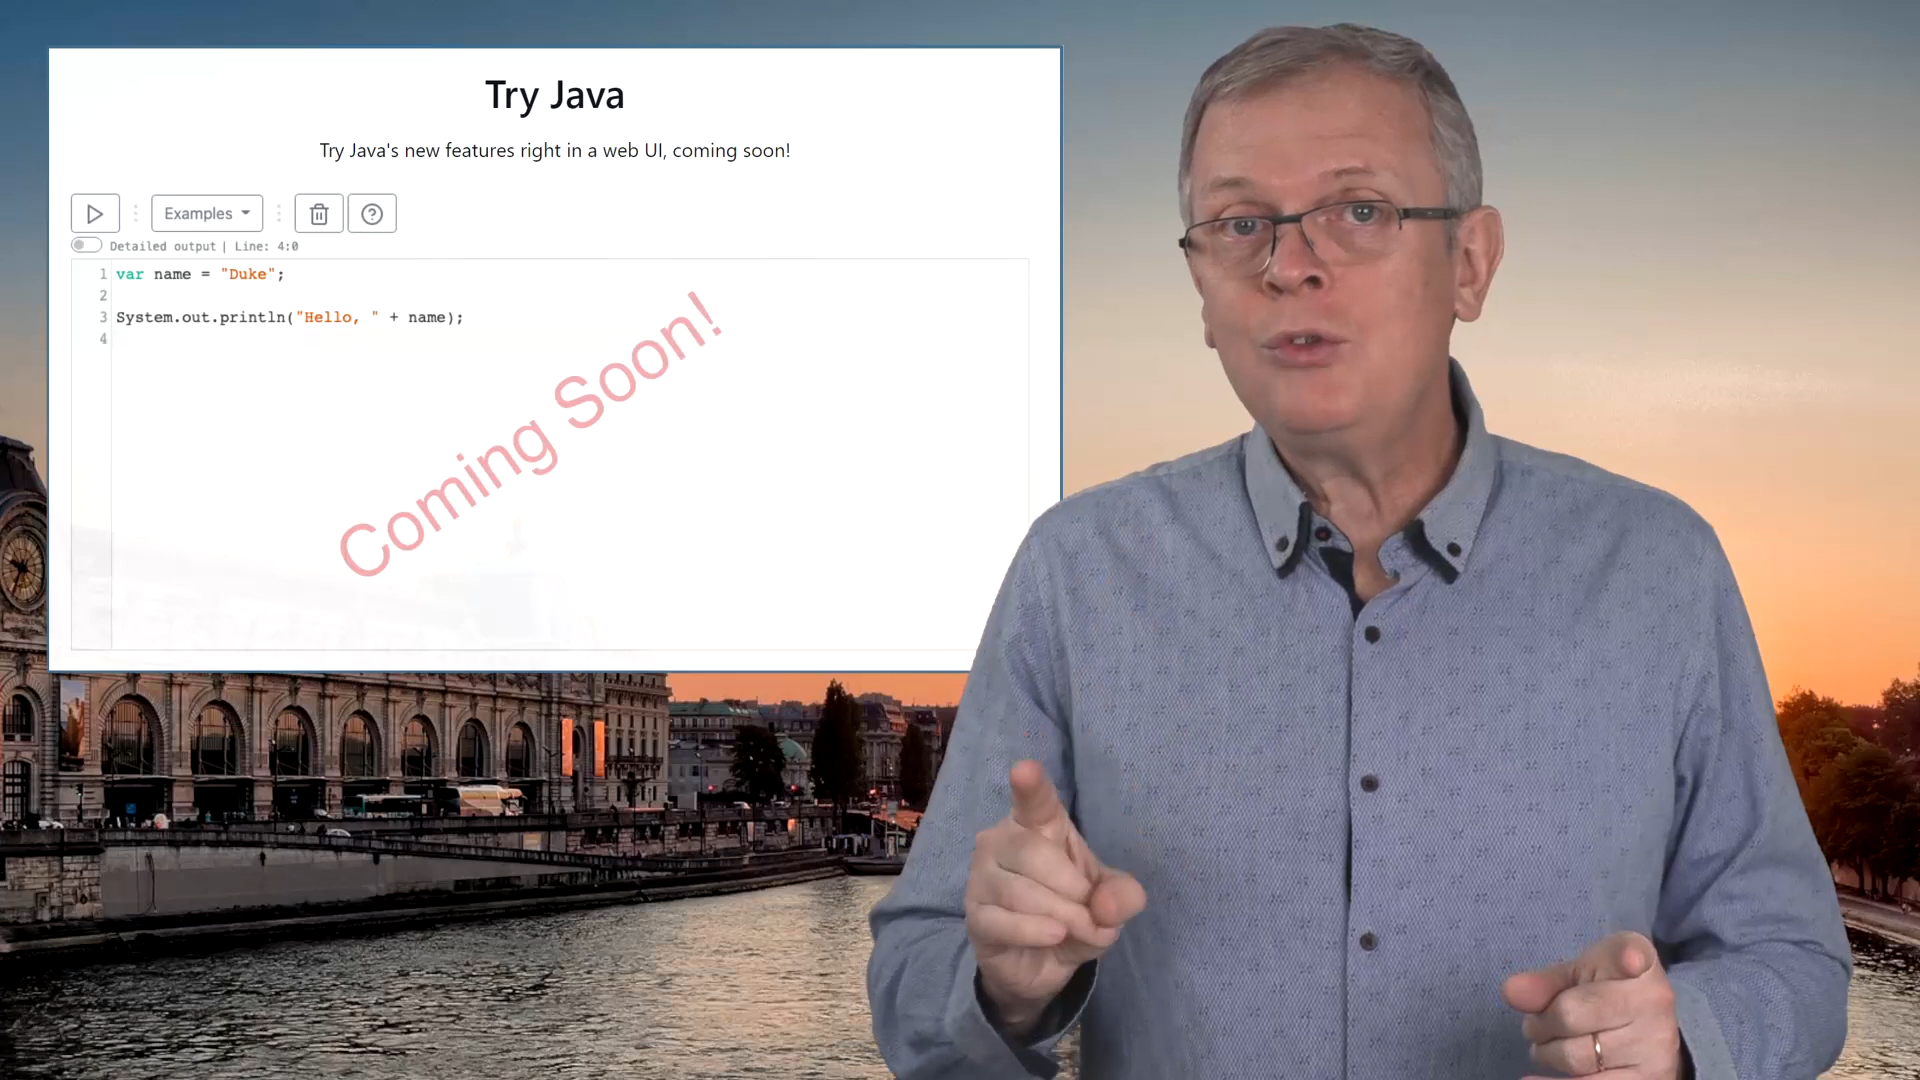 Try Java
Try Java's new features right in a web UI, coming soon!
Examples
Detailed output | Line: 4:0
1 var name = "Duke";
2
3 System.out.println("Hello, " + name);
4
Coming Soon!